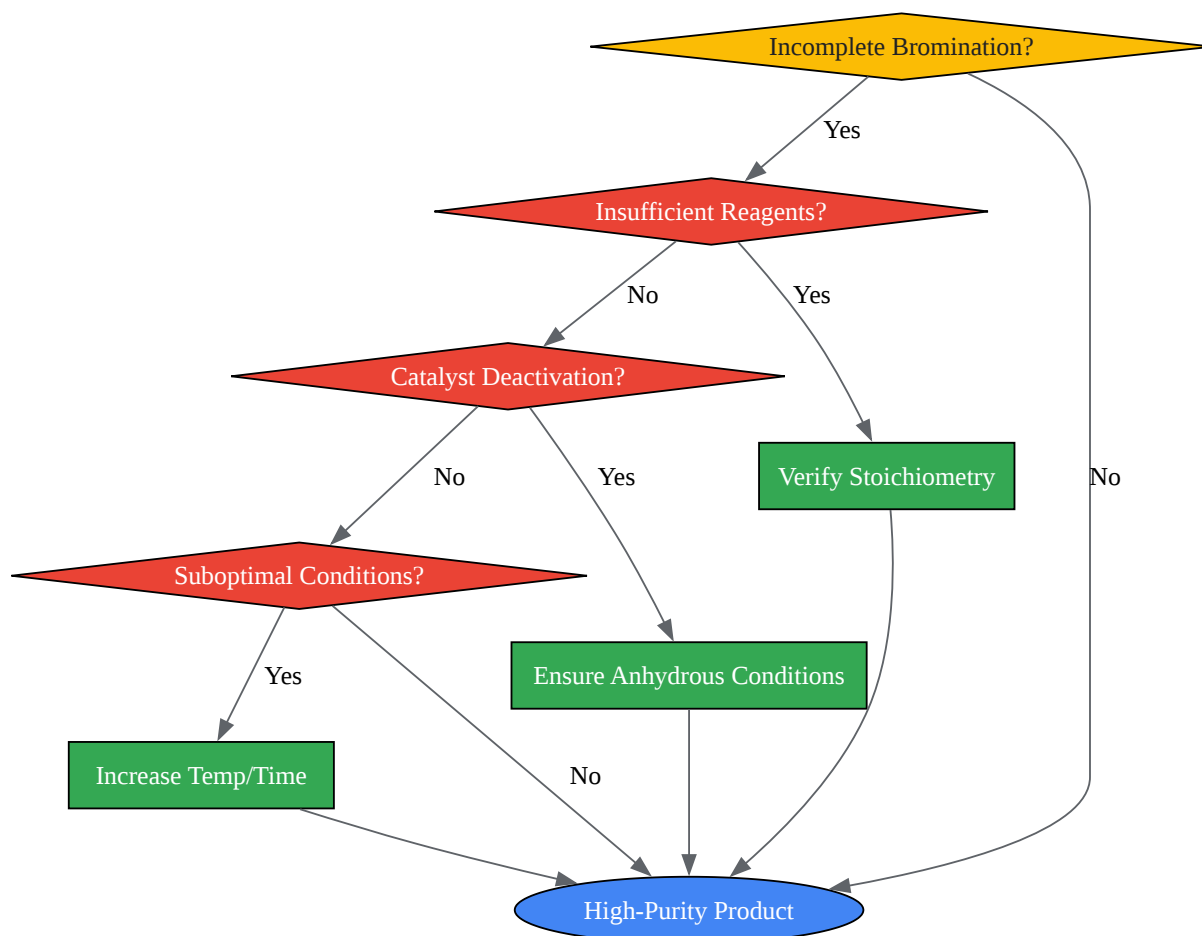 Incomplete Bromination?
Yes
Insufficient Reagents?
No
Yes
Catalyst Deactivation?
No
Yes
Verify Stoichiometry
No
Suboptimal Conditions?
Yes
Ensure Anhydrous Conditions
Increase Temp/Time
No
High-Purity Product